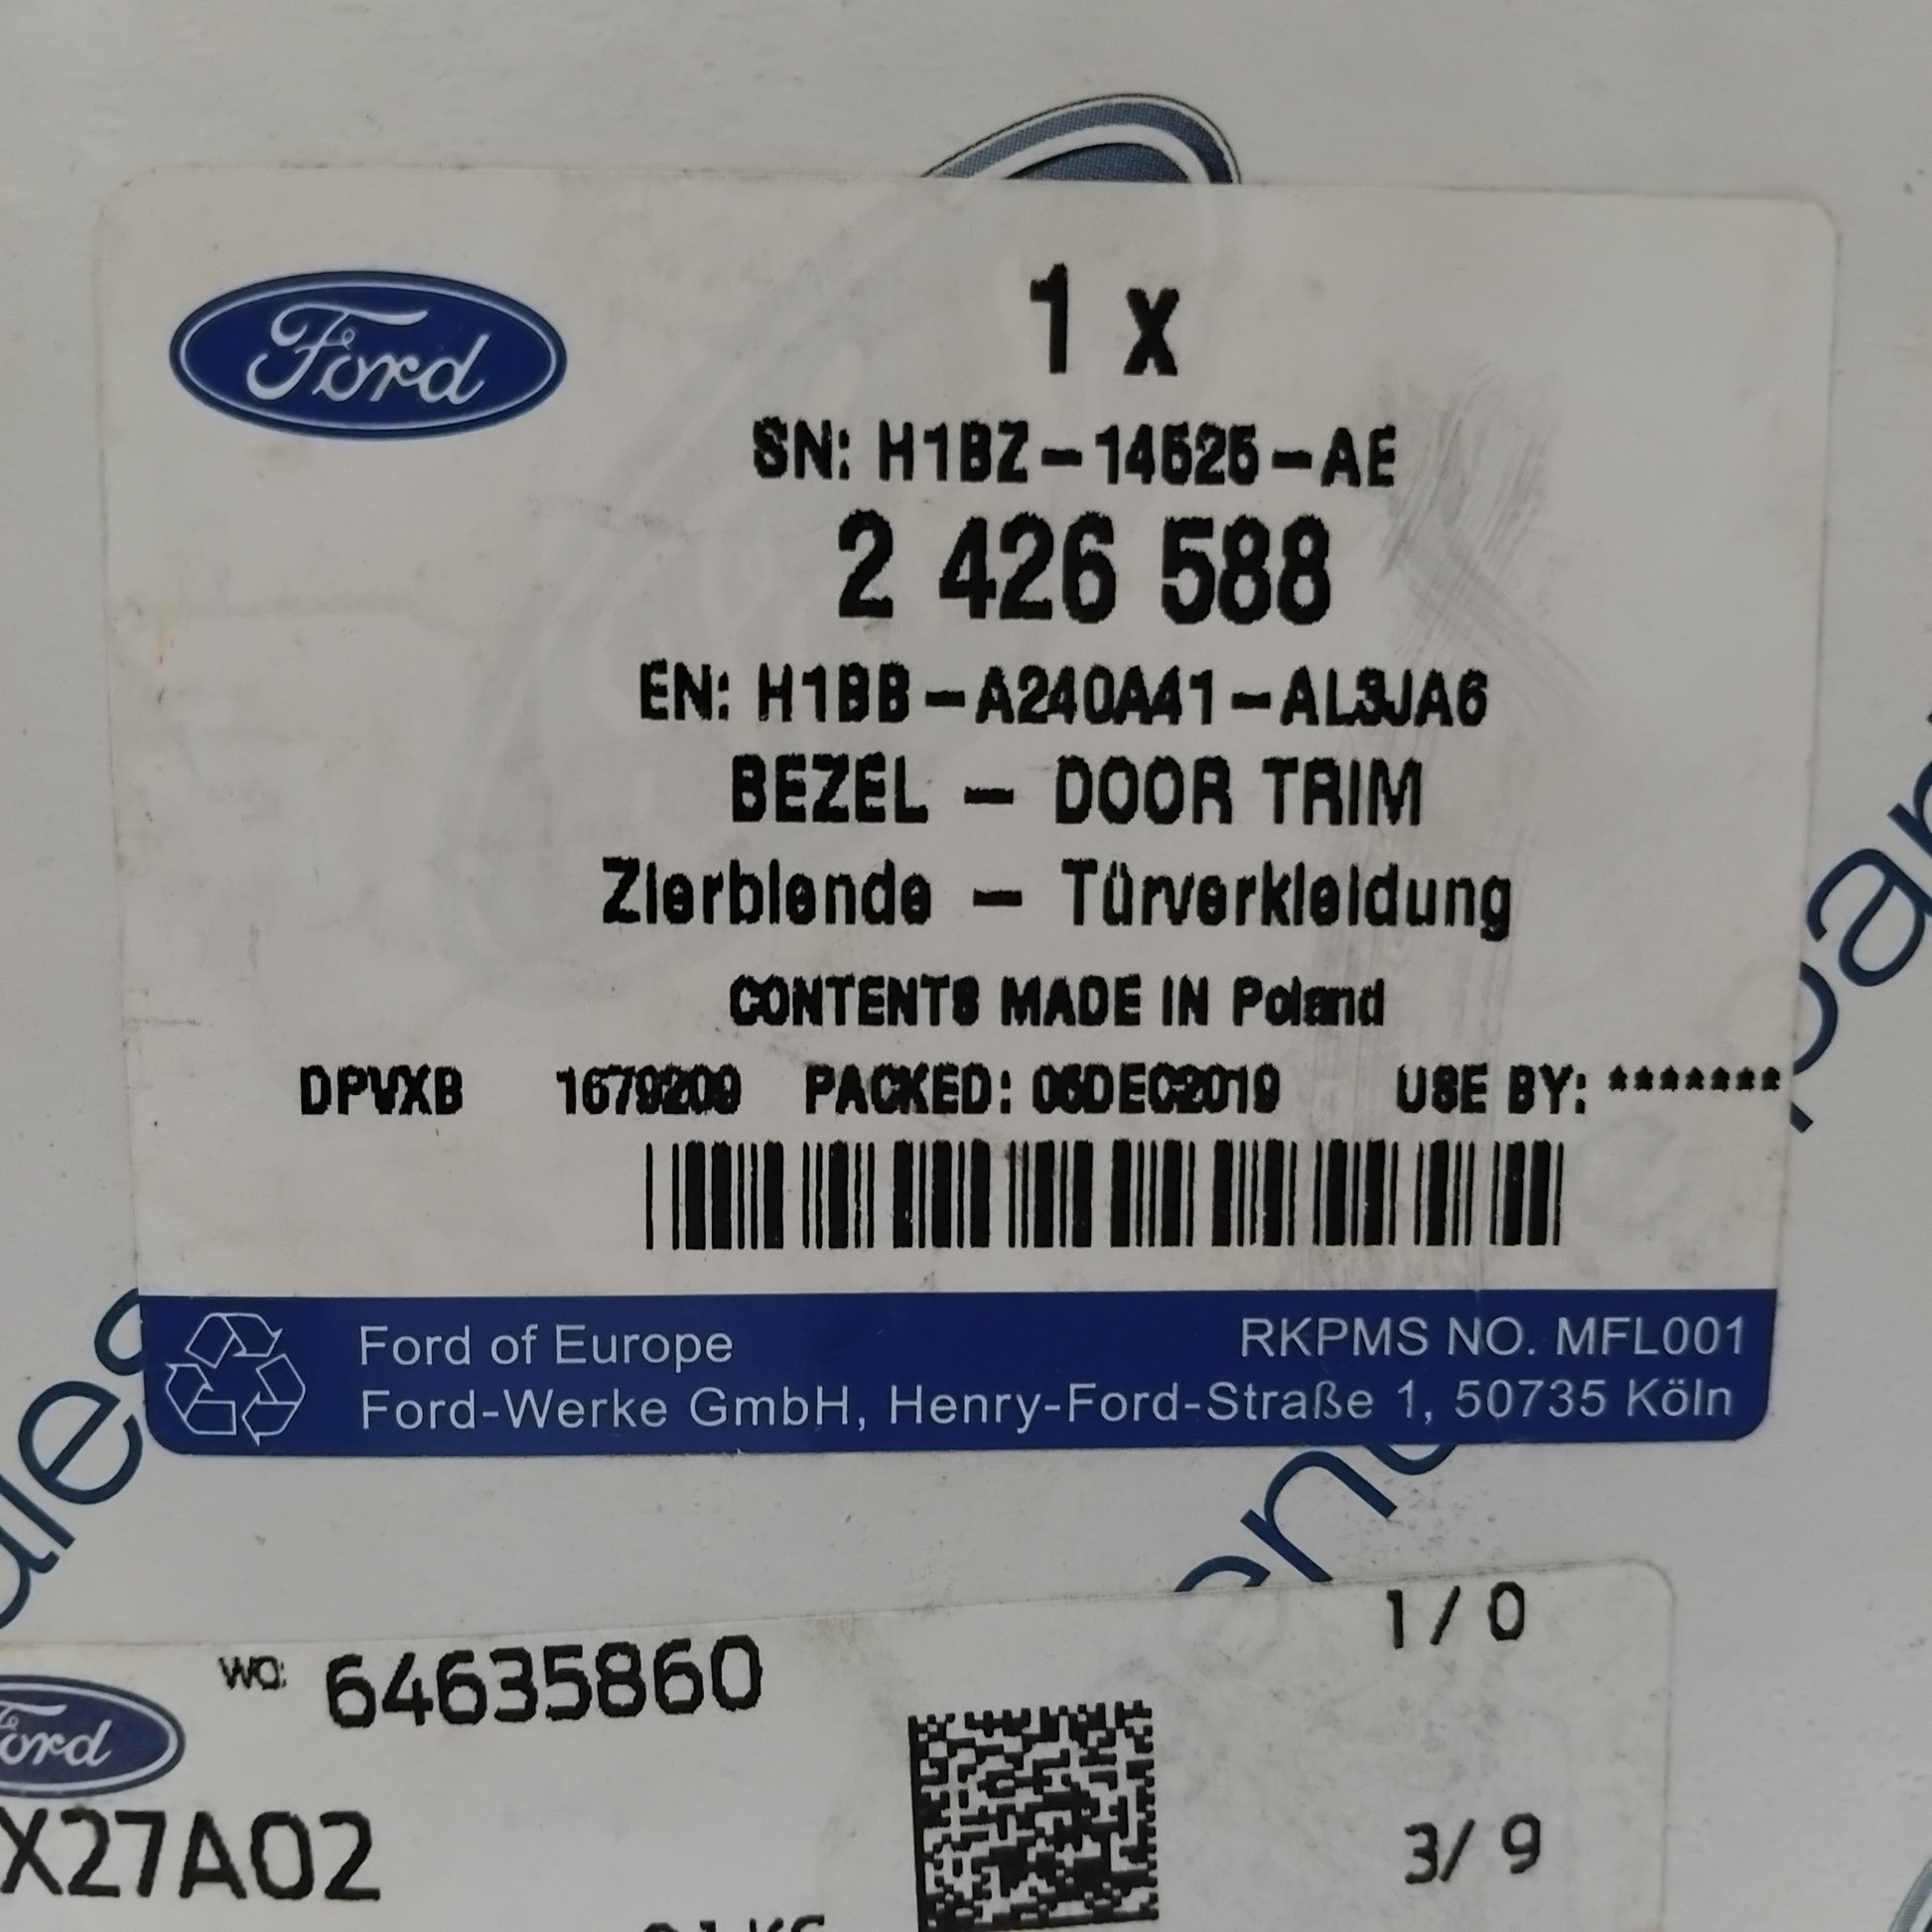 Ford
1 x
SN: H1BZ-14525-AE
2 426 588
EN: H1BB-A240A41-AL3JA6
BEZEL - DOOR TRIM
Zierblende - Türverkleidung
CONTENTS MADE IN Poland
DPVXB 1679209 PACKED: 06DEC2019 USE BY: *******
Ford of Europe RKPMS NO. MFL001
Ford-Werke GmbH, Henry-Ford-Straße 1, 50735 Köln
1 / 0
WO: 64635860
Ford
X27A02
3/ 9